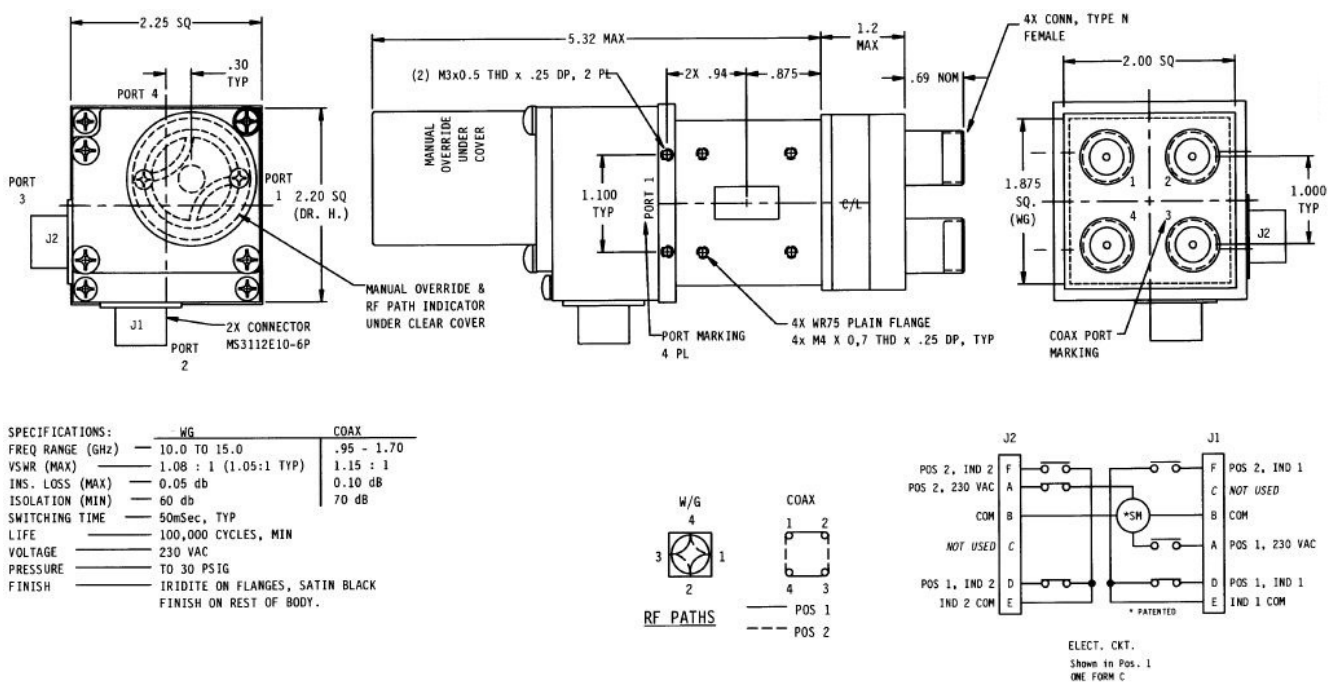 2.25 SQ
.30
TYP
PORT 4
PORT
3
PORT
1
2.20 SQ
(DR. H.)
J2
J1
2X CONNECTOR
MS3112E10-6P
PORT
2
MANUAL OVERRIDE &
RF PATH INDICATOR
UNDER CLEAR COVER
5.32 MAX
1.2
MAX
4X CONN, TYPE N
FEMALE
(2) M3x0.5 THD x .25 DP, 2 PL
2X .94
.875
.69 NOM
MANUAL
OVERRIDE
UNDER
COVER
1.100
TYP
PORT 1
C/L
PORT MARKING
4 PL
4X WR75 PLAIN FLANGE
4x M4 X 0,7 THD x .25 DP, TYP
2.00 SQ
1.875
SQ.
(WG)
1 2
4 3
1.000
TYP
J2
COAX PORT
MARKING
SPECIFICATIONS: WG COAX
FREQ RANGE (GHz) 10.0 TO 15.0 .95 - 1.70
VSWR (MAX) 1.08 : 1 (1.05:1 TYP) 1.15 : 1
INS. LOSS (MAX) 0.05 db 0.10 dB
ISOLATION (MIN) 60 db 70 dB
SWITCHING TIME 50mSec, TYP
LIFE 100,000 CYCLES, MIN
VOLTAGE 230 VAC
PRESSURE TO 30 PSIG
FINISH IRIDITE ON FLANGES, SATIN BLACK
FINISH ON REST OF BODY.
W/G
4
3 1
2
COAX
1 2
4 3
RF PATHS
POS 1
POS 2
J2 J1
POS 2, IND 2 F F POS 2, IND 1
POS 2, 230 VAC A C NOT USED
COM B *SM B COM
NOT USED C A POS 1, 230 VAC
POS 1, IND 2 D D POS 1, IND 1
IND 2 COM E E IND 1 COM
* PATENTED
ELECT. CKT.
Shown in Pos. 1
ONE FORM C